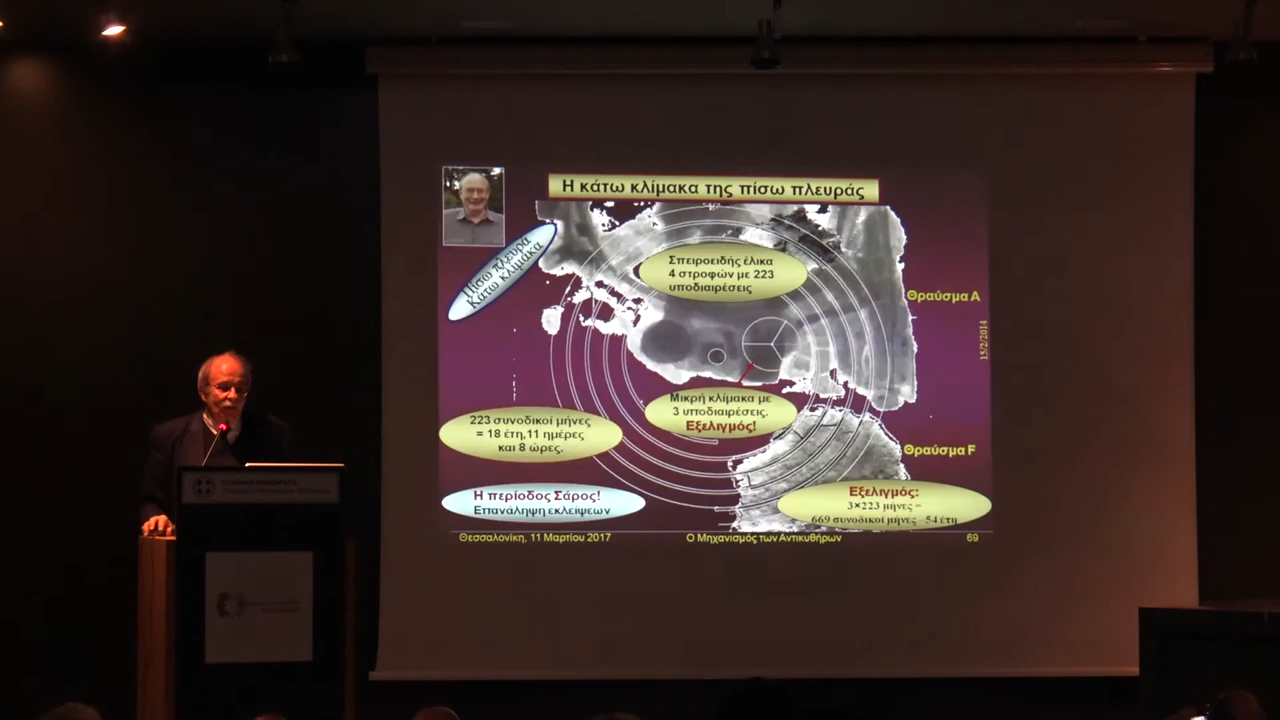 Η κάτω κλίμακα της πίσω πλευράς
Πίσω πλευρά
Κάτω κλίμακα
Σπειροειδής έλικα
4 στροφών με 223
υποδιαιρέσεις
Θραύσμα Α
15/2/2014
Μικρή κλίμακα με
3 υποδιαιρέσεις.
Εξελιγμός!
223 συνοδικοί μήνες
= 18 έτη,11 ημέρες
και 8 ώρες.
Θραύσμα F
Η περίοδος Σάρος!
Επανάληψη εκλείψεων
Εξελιγμός:
3×223 μήνες =
669 συνοδικοί μήνες 54 έτη
Θεσσαλονίκη, 11 Μαρτίου 2017
Ο Μηχανισμός των Αντικυθήρων
69